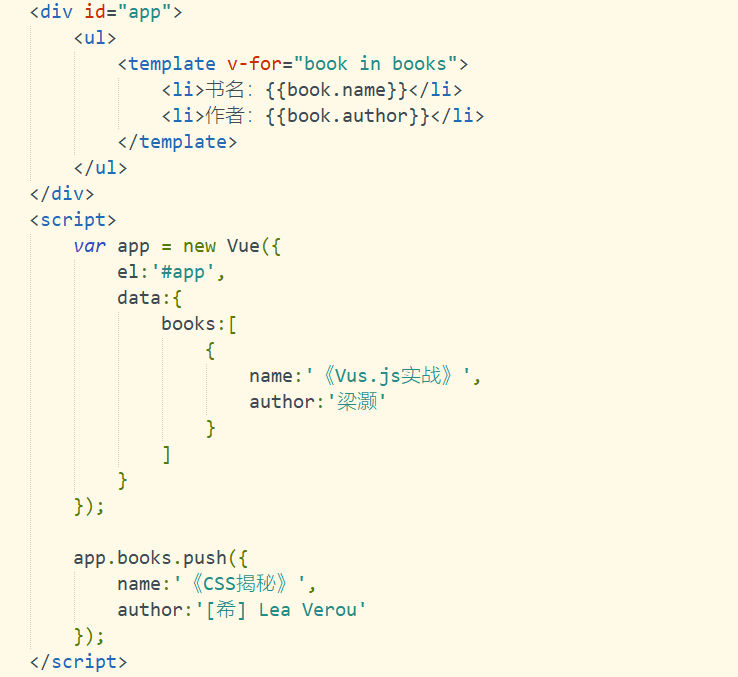 <div id="app">
    <ul>
        <template v-for="book in books">
            <li>书名：{{book.name}}</li>
            <li>作者：{{book.author}}</li>
        </template>
    </ul>
</div>
<script>
    var app = new Vue({
        el:'#app',
        data:{
            books:[
                {
                    name:'《Vus.js实战》',
                    author:'梁灏'
                }
            ]
        }
    });

    app.books.push({
        name:'《CSS揭秘》',
        author:'[希] Lea Verou'
    });
</script>